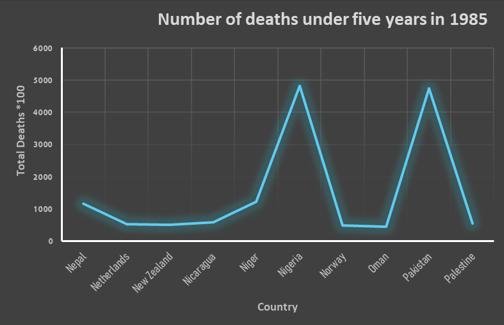 Number of deaths under five years in 1985
Total Deaths *100
6000
5000
4000
3000
2000
1000
0
Nepal
Netherlands
New Zealand
Nicaragua
Niger
Nigeria
Norway
Oman
Pakistan
Palestine
Country